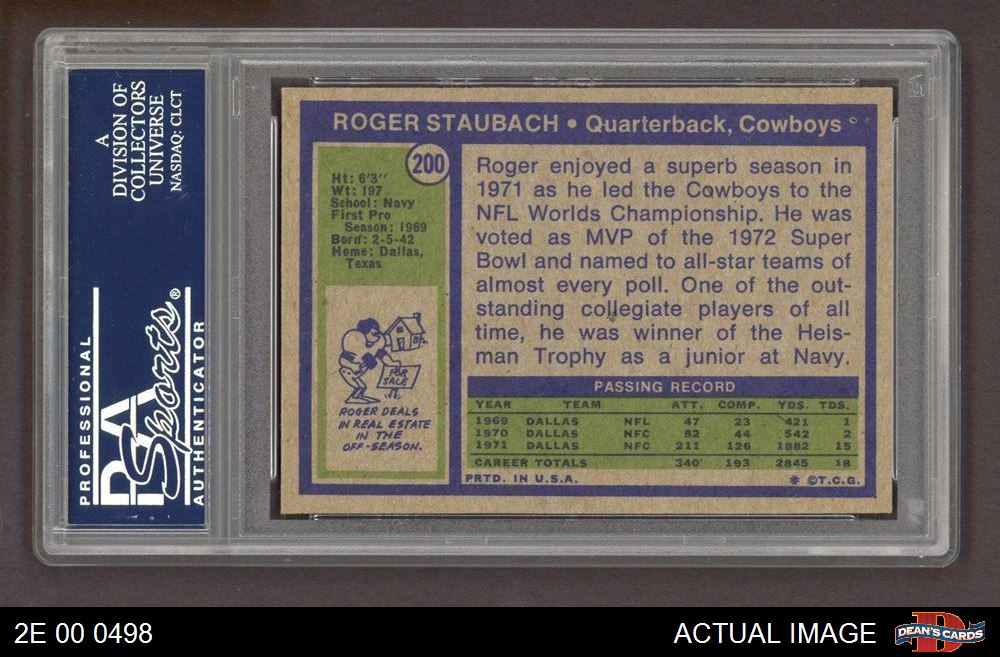 A
DIVISION OF
COLLECTORS
UNIVERSE
NASDAQ: CLCT
PROFESSIONAL
PSA
Sports®
AUTHENTICATOR
ROGER STAUBACH • Quarterback, Cowboys
200
Ht: 6'3''
Wt: 197
School: Navy
First Pro
Season: 1969
Born: 2-5-42
Home: Dallas,
Texas
FOR
SALE
ROGER DEALS
IN REAL ESTATE
IN THE
OFF-SEASON.
Roger enjoyed a superb season in
1971 as he led the Cowboys to the
NFL Worlds Championship. He was
voted as MVP of the 1972 Super
Bowl and named to all-star teams of
almost every poll. One of the out-
standing collegiate players of all
time, he was winner of the Heis-
man Trophy as a junior at Navy.
PASSING RECORD
YEAR TEAM ATT. COMP. YDS. TDS.
1969 DALLAS NFL 47 23 421 1
1970 DALLAS NFC 82 44 542 2
1971 DALLAS NFC 211 126 1882 15
CAREER TOTALS 340 193 2845 18
PRTD. IN U.S.A. * ©T.C.G.
2E 00 0498
ACTUAL IMAGE
D
DEAN'S CARDS